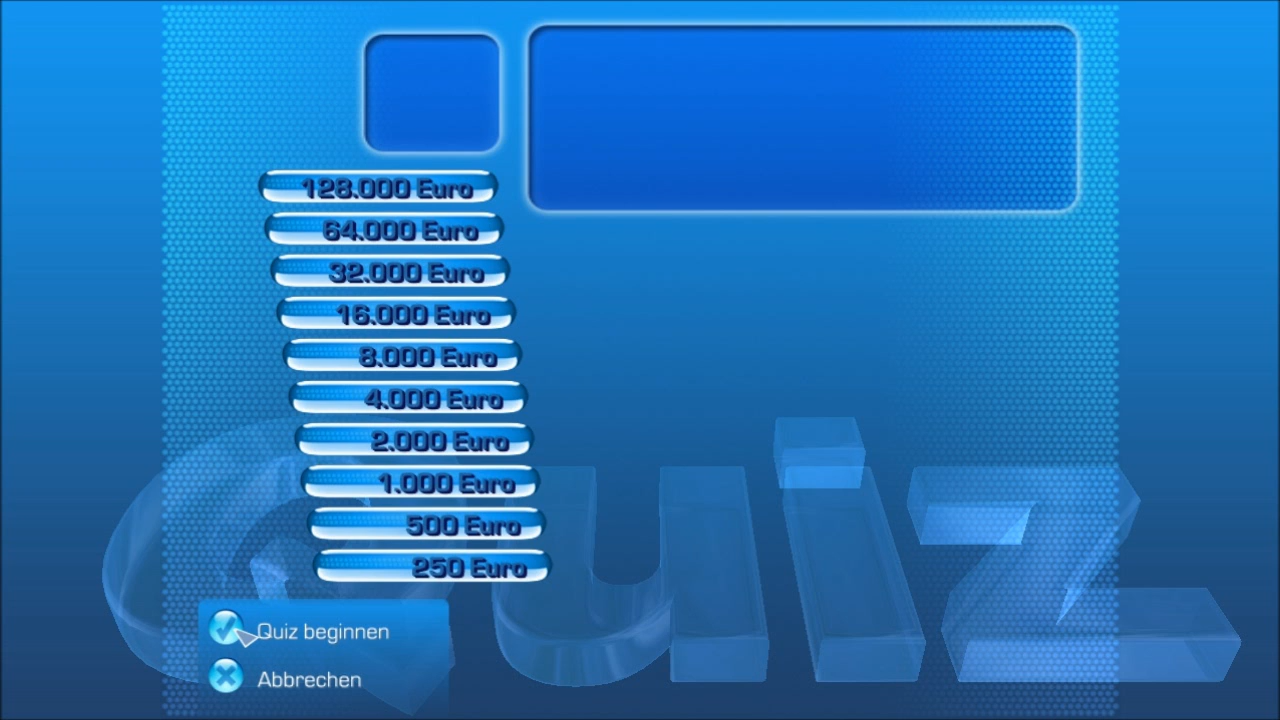 128.000 Euro
64.000 Euro
32.000 Euro
16.000 Euro
8.000 Euro
4.000 Euro
2.000 Euro
1.000 Euro
500 Euro
250 Euro
Quiz
Quiz beginnen
Abbrechen